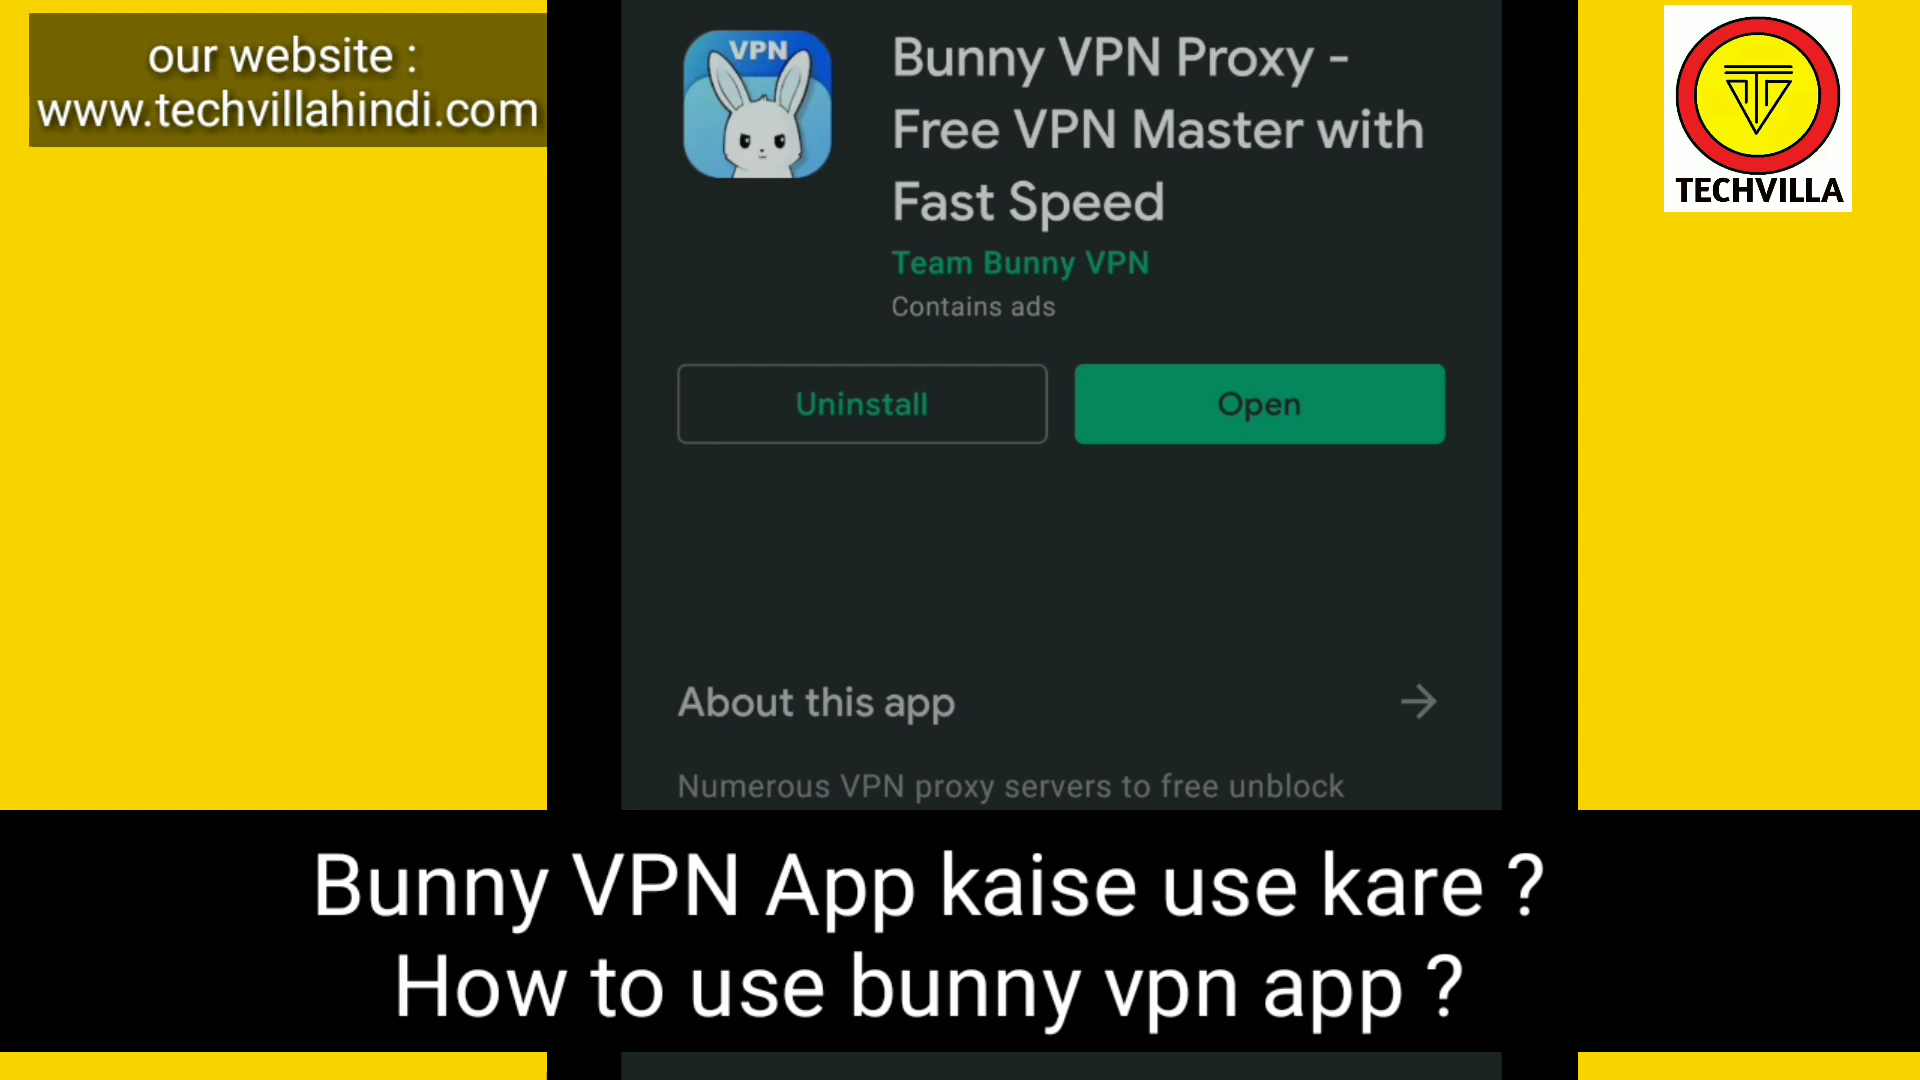 our website :
www.techvillahindi.com
VPN
Bunny VPN Proxy -
Free VPN Master with
Fast Speed
Team Bunny VPN
Contains ads
Uninstall
Open
TECHVILLA
About this app
Numerous VPN proxy servers to free unblock
Bunny VPN App kaise use kare ?
How to use bunny vpn app ?